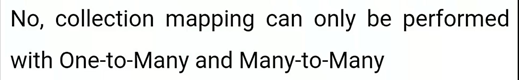 No, collection mapping can only be performed
with One-to-Many and Many-to-Many